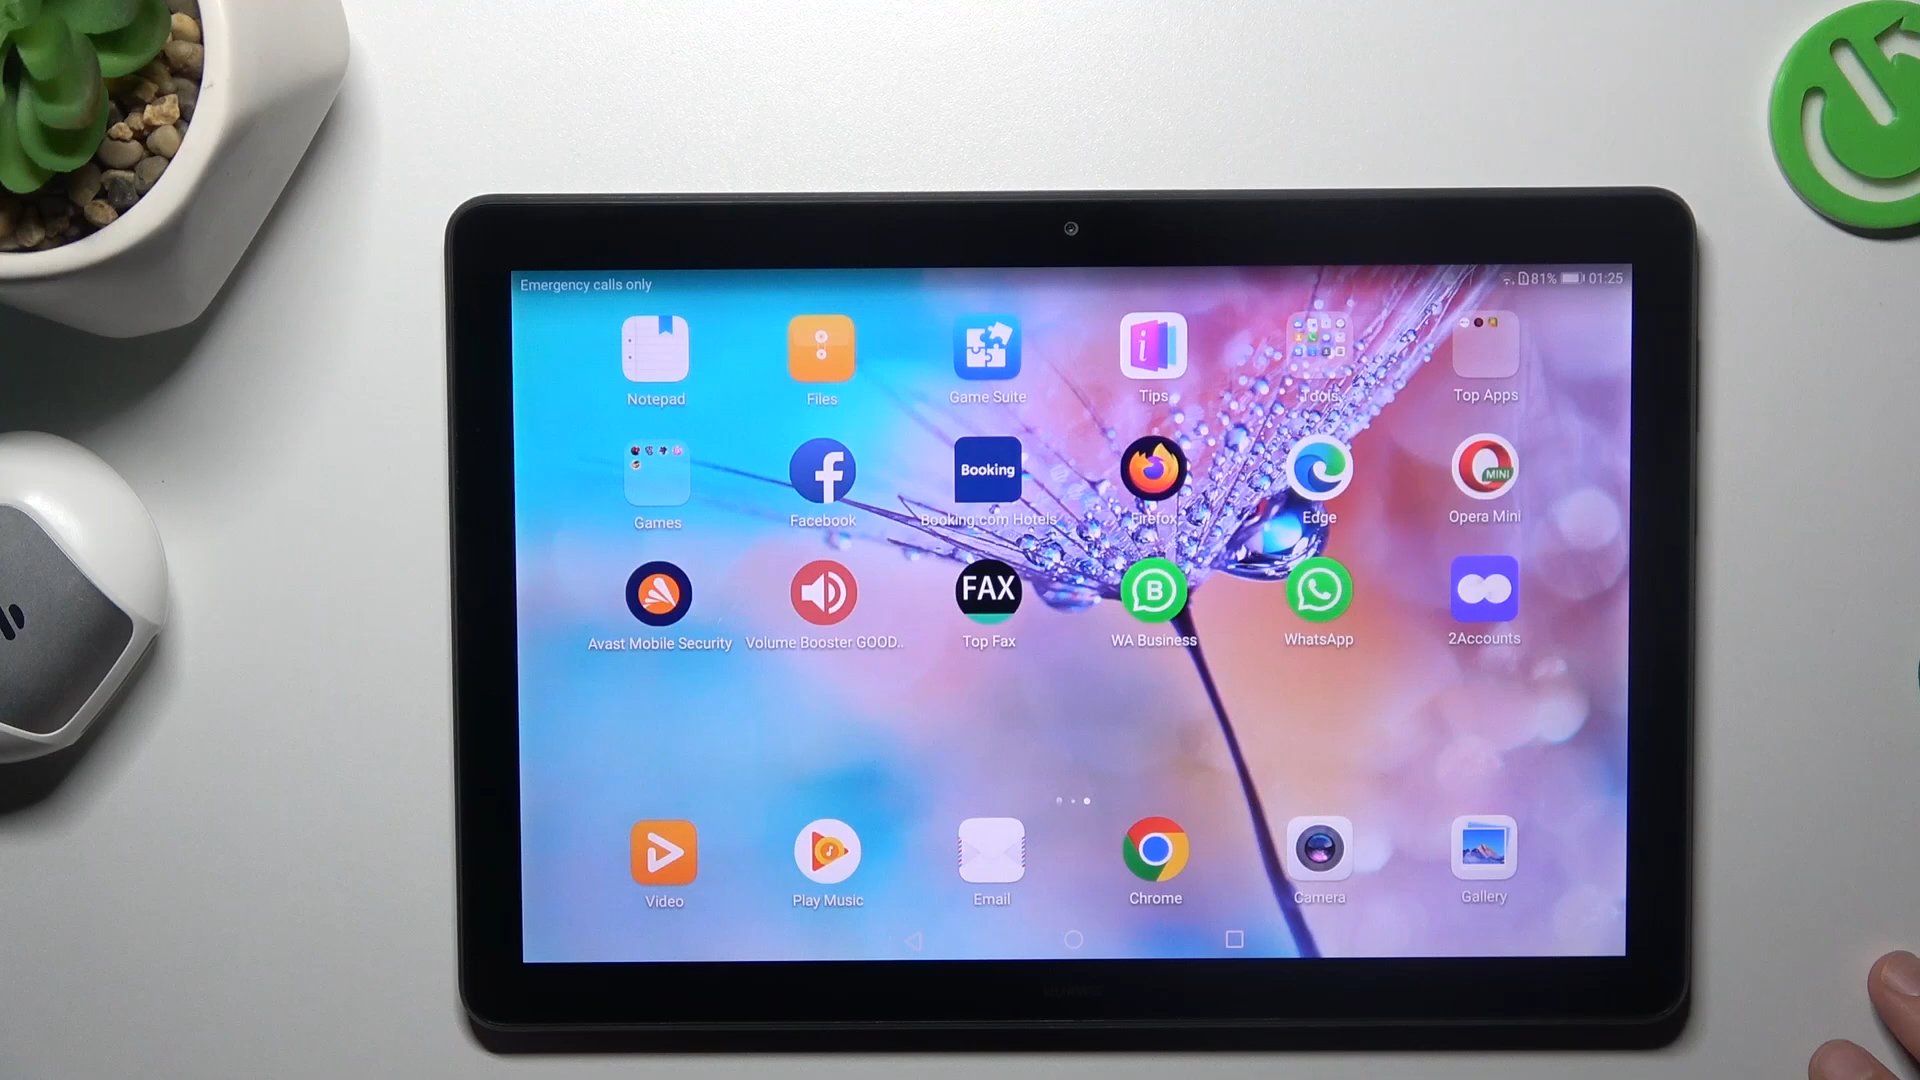 Emergency calls only
81% 01:25
Notepad
Files
Game Suite
Tips
Tools
Top Apps
Games
Facebook
Booking
Booking.com Hotels
Firefox
Edge
MINI
Opera Mini
Avast Mobile Security
Volume Booster GOOD..
FAX
Top Fax
B
WA Business
WhatsApp
2Accounts
Video
Play Music
Email
Chrome
Camera
Gallery
HUAWEI